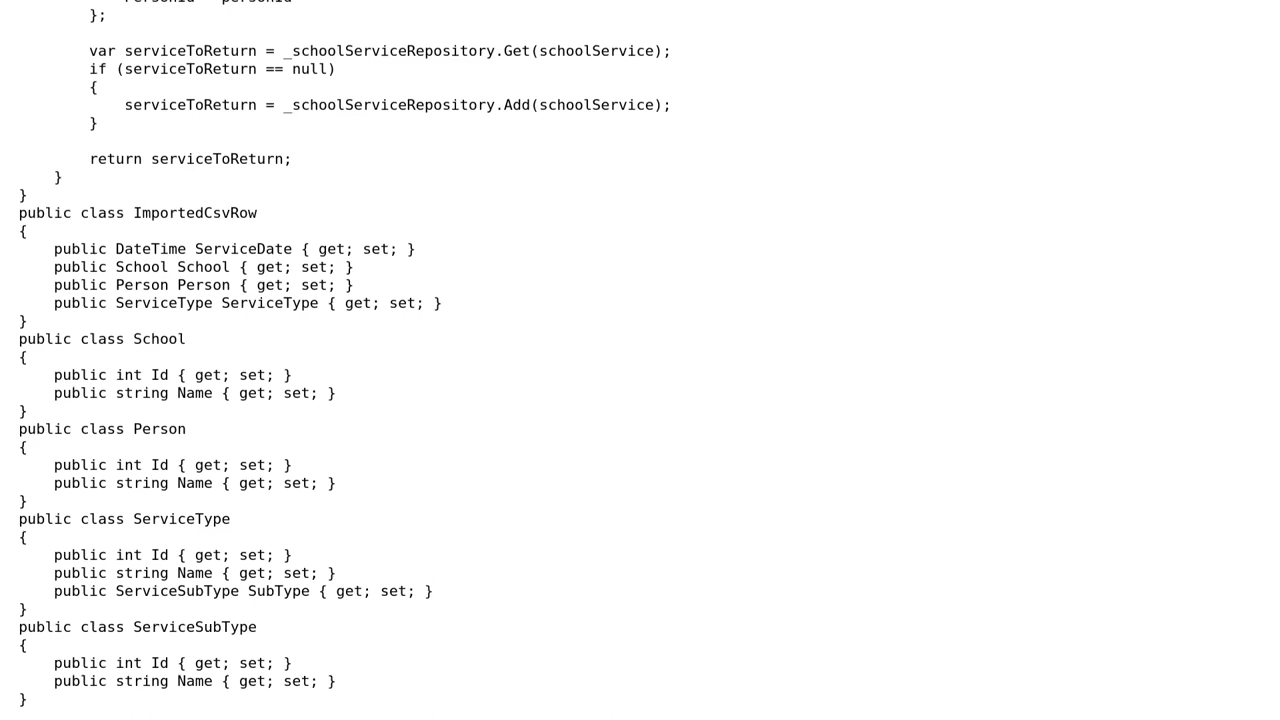 };
var serviceToReturn = _schoolServiceRepository.Get(schoolService);
if (serviceToReturn == null)
{
serviceToReturn = _schoolServiceRepository.Add(schoolService);
}
return serviceToReturn;
}
}
public class ImportedCsvRow
{
public DateTime ServiceDate { get; set; }
public School School { get; set; }
public Person Person { get; set; }
public ServiceType ServiceType { get; set; }
}
public class School
{
public int Id { get; set; }
public string Name { get; set; }
}
public class Person
{
public int Id { get; set; }
public string Name { get; set; }
}
public class ServiceType
{
public int Id { get; set; }
public string Name { get; set; }
public ServiceSubType SubType { get; set; }
}
public class ServiceSubType
{
public int Id { get; set; }
public string Name { get; set; }
}